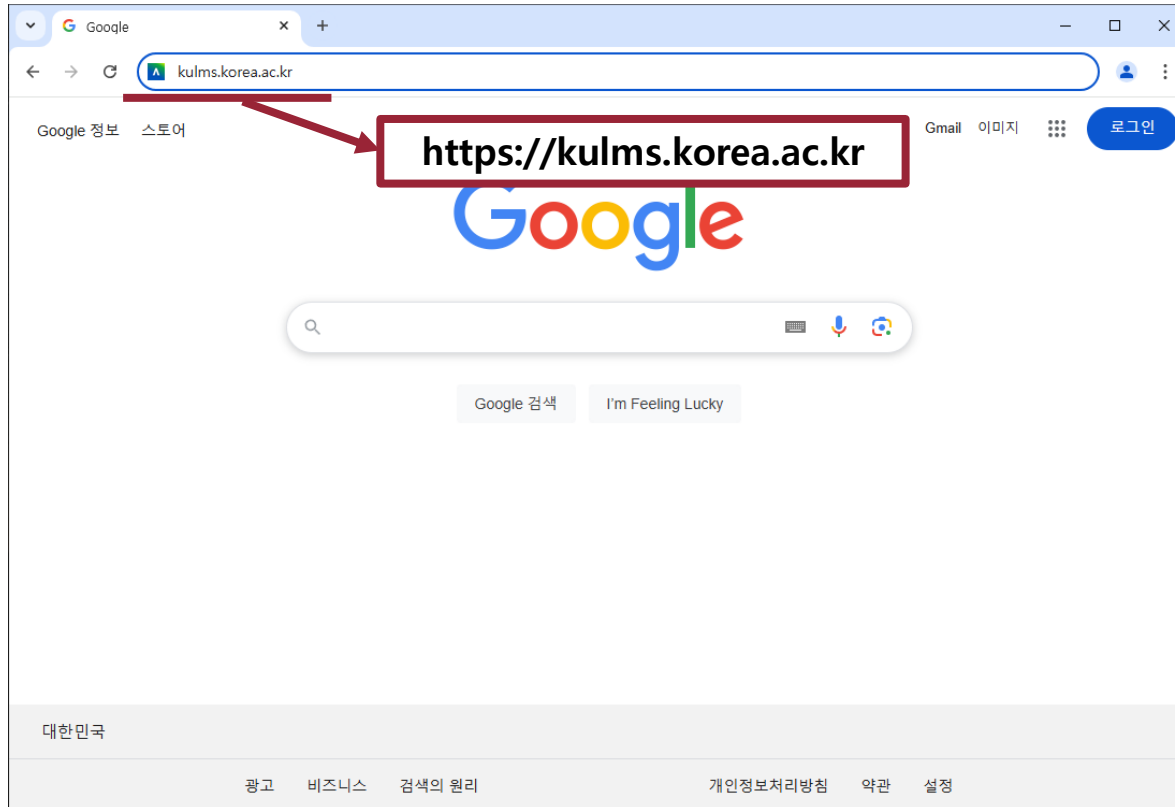 Google
kulms.korea.ac.kr
Google 정보 스토어
Gmail 이미지 로그인
https://kulms.korea.ac.kr
Google
Google 검색 I'm Feeling Lucky
대한민국
광고 비즈니스 검색의 원리 개인정보처리방침 약관 설정